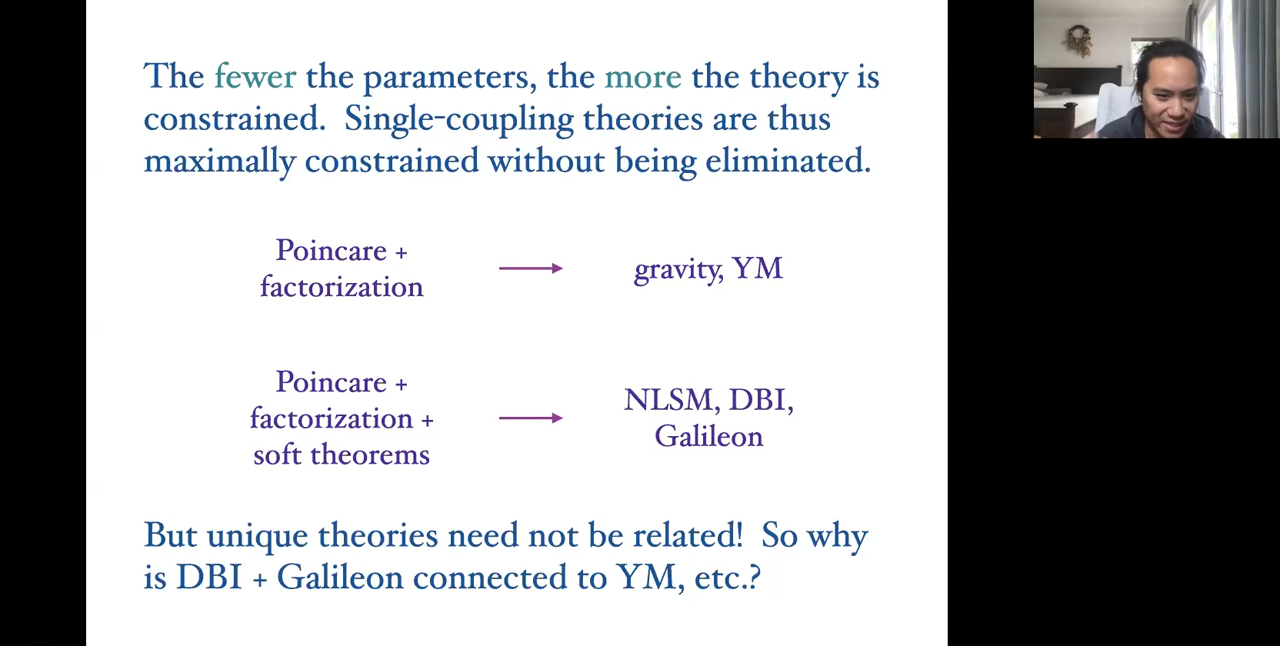 The fewer the parameters, the more the theory is
constrained. Single-coupling theories are thus
maximally constrained without being eliminated.
Poincare +
factorization
gravity, YM
Poincare +
factorization +
soft theorems
NLSM, DBI,
Galileon
But unique theories need not be related! So why
is DBI + Galileon connected to YM, etc.?